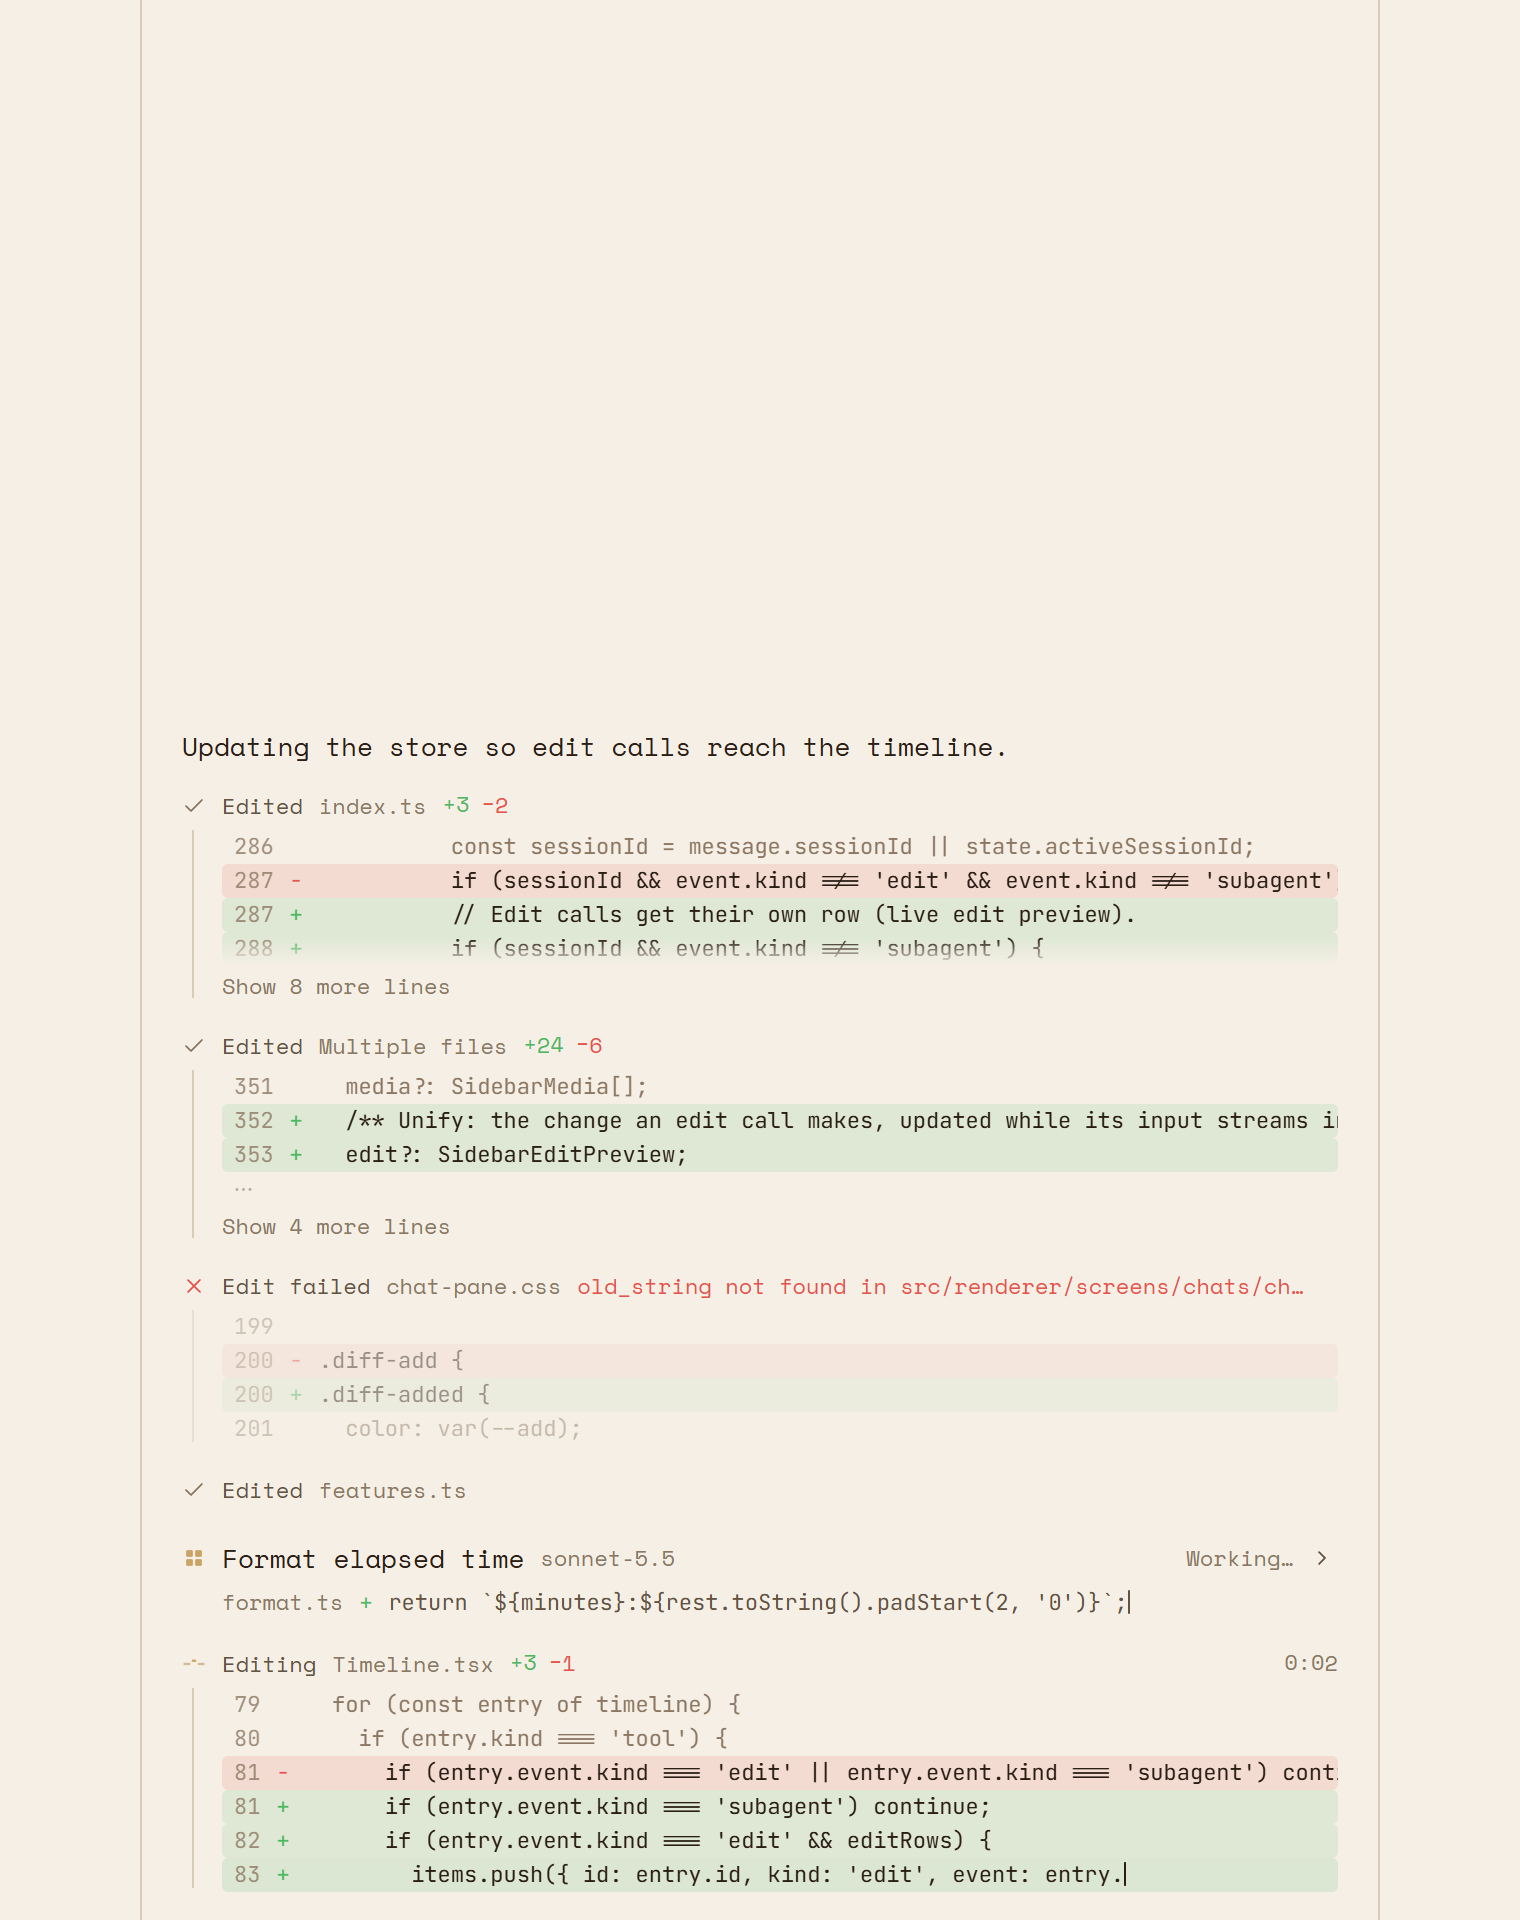 Updating the store so edit calls reach the timeline.
Edited index.ts +3 -2
286 const sessionId = message.sessionId || state.activeSessionId;
287 - if (sessionId && event.kind !== 'edit' && event.kind !== 'subagent'
287 + // Edit calls get their own row (live edit preview).
288 + if (sessionId && event.kind !== 'subagent') {
Show 8 more lines
Edited Multiple files +24 -6
351 media?: SidebarMedia[];
352 + /** Unify: the change an edit call makes, updated while its input streams i
353 + edit?: SidebarEditPreview;
...
Show 4 more lines
Edit failed chat-pane.css old_string not found in src/renderer/screens/chats/ch…
199
200 - .diff-add {
200 + .diff-added {
201 color: var(--add);
Edited features.ts
Format elapsed time sonnet-5.5 Working…
format.ts + return `${minutes}:${rest.toString().padStart(2, '0')}`;
Editing Timeline.tsx +3 -1 0:02
79 for (const entry of timeline) {
80 if (entry.kind === 'tool') {
81 - if (entry.event.kind === 'edit' || entry.event.kind === 'subagent') cont
81 + if (entry.event.kind === 'subagent') continue;
82 + if (entry.event.kind === 'edit' && editRows) {
83 + items.push({ id: entry.id, kind: 'edit', event: entry.